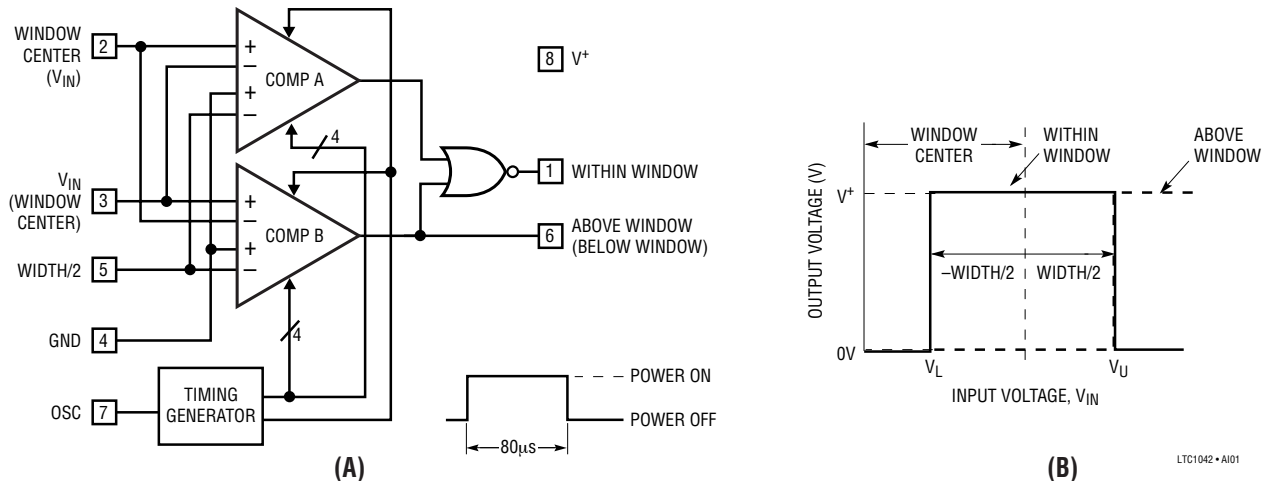 WINDOW
CENTER
(VIN)
2
+
−
+
−
COMP A
4
8
V+
VIN
(WINDOW
CENTER)
3
+
−
+
−
COMP B
1
WITHIN WINDOW
6
ABOVE WINDOW
(BELOW WINDOW)
WIDTH/2
5
GND
4
4
OSC
7
TIMING
GENERATOR
POWER ON
POWER OFF
80µs
(A)
WINDOW
CENTER
WITHIN
WINDOW
ABOVE
WINDOW
OUTPUT VOLTAGE (V)
V+
–WIDTH/2
WIDTH/2
0V
VL
VU
INPUT VOLTAGE, VIN
(B)
LTC1042 • AI01